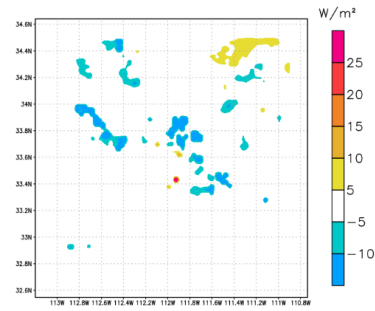 W/m²
34.6N
34.4N
34.2N
34N
33.8N
33.6N
33.4N
33.2N
33N
32.8N
32.6N
113W 112.8W 112.6W 112.4W 112.2W 112W 111.8W 111.6W 111.4W 111.2W 111W 110.8W
25
20
15
10
5
−5
−10